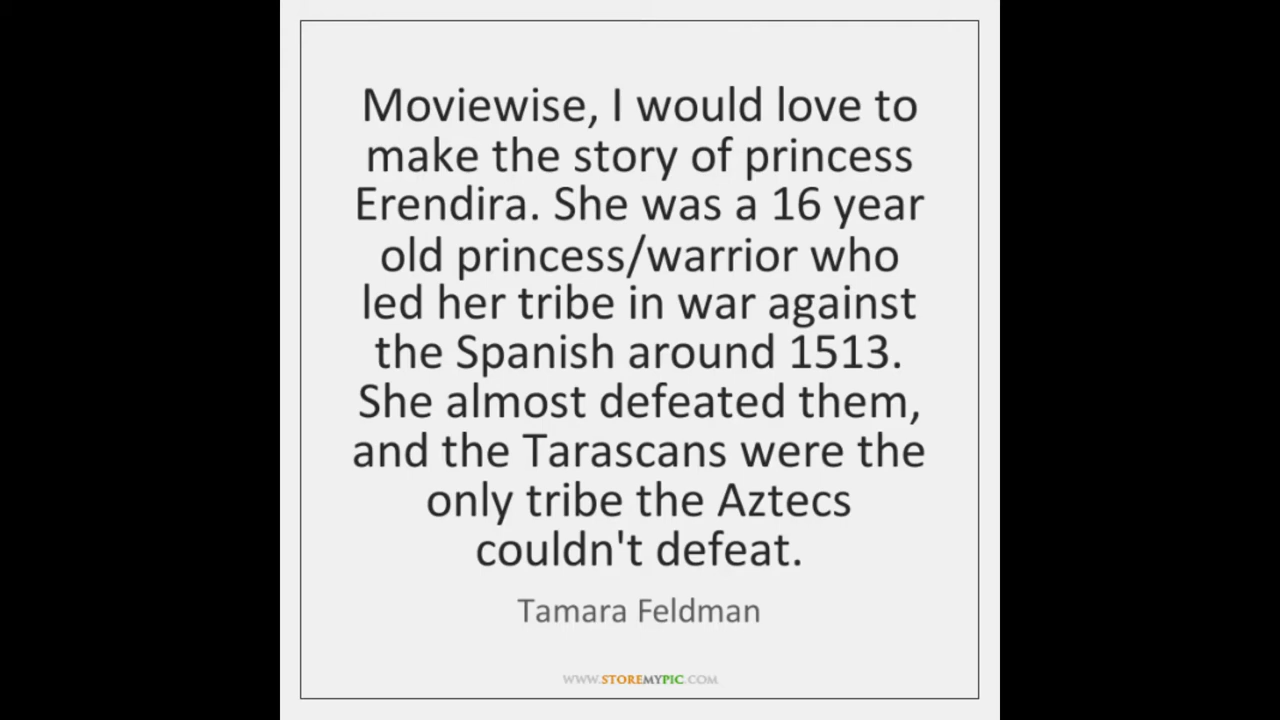 Moviewise, I would love to
make the story of princess
Erendira. She was a 16 year
old princess/warrior who
led her tribe in war against
the Spanish around 1513.
She almost defeated them,
and the Tarascans were the
only tribe the Aztecs
couldn't defeat.
Tamara Feldman
WWW.STOREMYPIC.COM